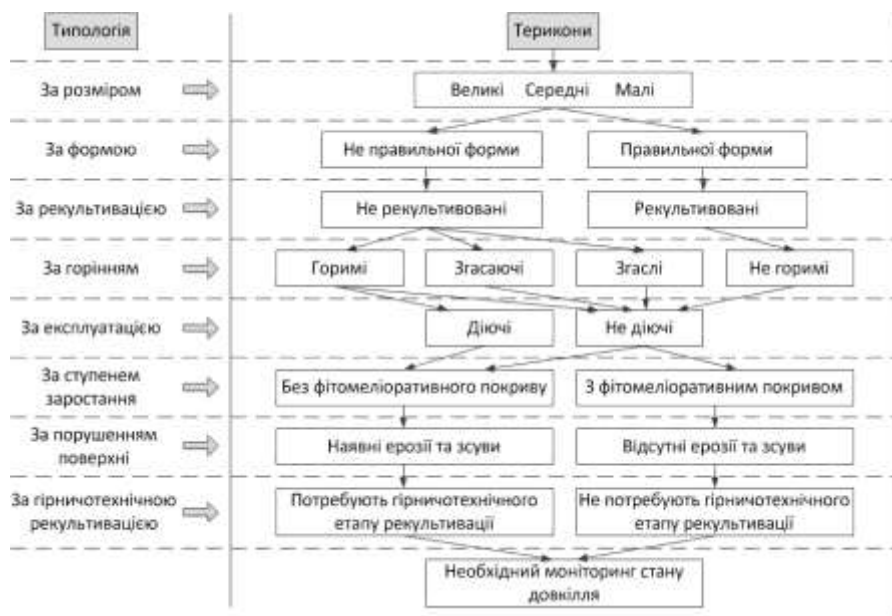 Типологія
Терикони
За розміром
Великі Середні Малі
За формою
Не правильної форми
Правильної форми
За рекультивацією
Не рекультивовані
Рекультивовані
За горінням
Горимі
Згасаючі
Згаслі
Не горимі
За експлуатацією
Діючі
Не діючі
За ступенем
заростання
Без фітомеліоративного покриву
З фітомеліоративним покривом
За порушенням
поверхні
Наявні ерозії та зсуви
Відсутні ерозії та зсуви
За гірничотехнічною
рекультивацією
Потребують гірничотехнічного
етапу рекультивації
Не потребують гірничотехнічного
етапу рекультивації
Необхідний моніторинг стану
довкілля